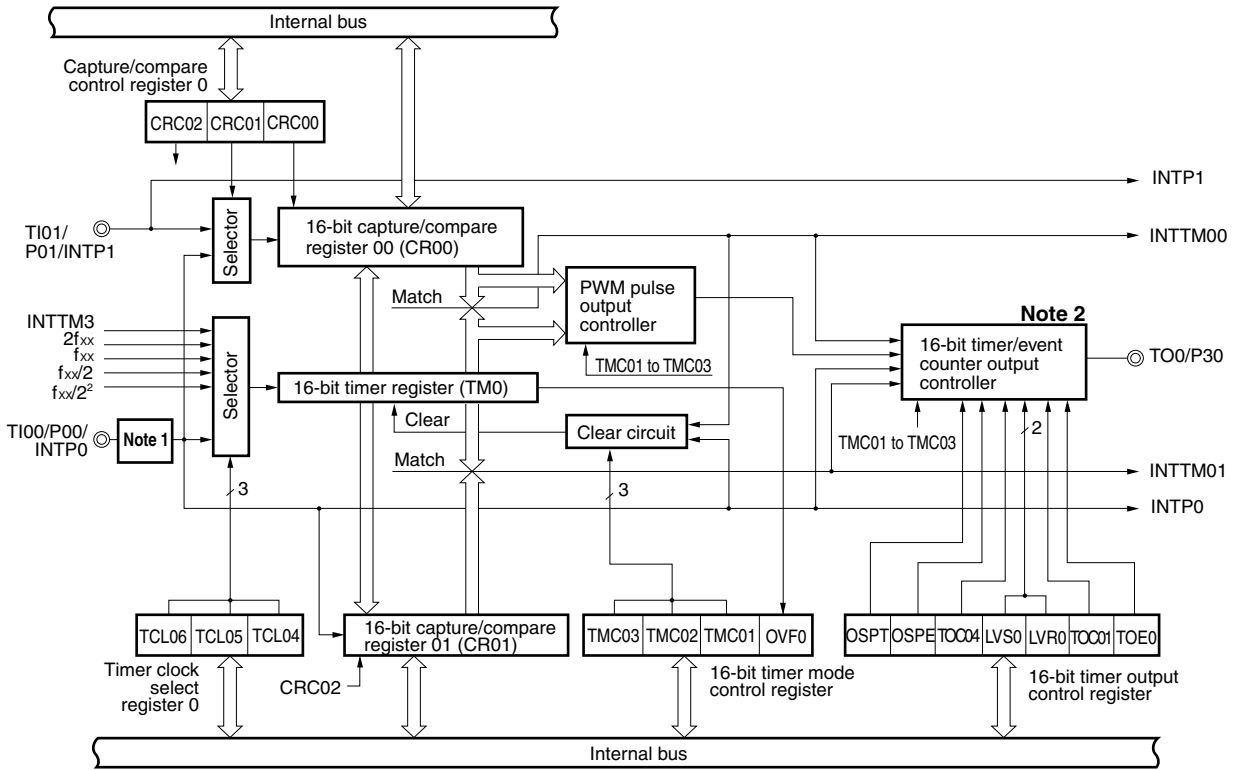 Internal bus
Capture/compare
control register 0
CRC02 CRC01 CRC00
INTP1
TI01/
P01/INTP1
Selector
16-bit capture/compare
register 00 (CR00)
INTTM00
Match
PWM pulse
output
controller
TMC01 to TMC03
Note 2
16-bit timer/event
counter output
controller
TO0/P30
INTTM3
2fxx
fxx
fxx/2
fxx/2²
Selector
16-bit timer register (TM0)
TI00/P00/
INTP0
Note 1
Clear
Clear circuit
TMC01 to TMC03
2
Match
INTTM01
3
3
INTP0
TCL06 TCL05 TCL04
Timer clock
select
register 0
16-bit capture/compare
register 01 (CR01)
CRC02
TMC03 TMC02 TMC01 OVF0
16-bit timer mode
control register
OSPT OSPE TOC04 LVS0 LVR0 TOC01 TOE0
16-bit timer output
control register
Internal bus